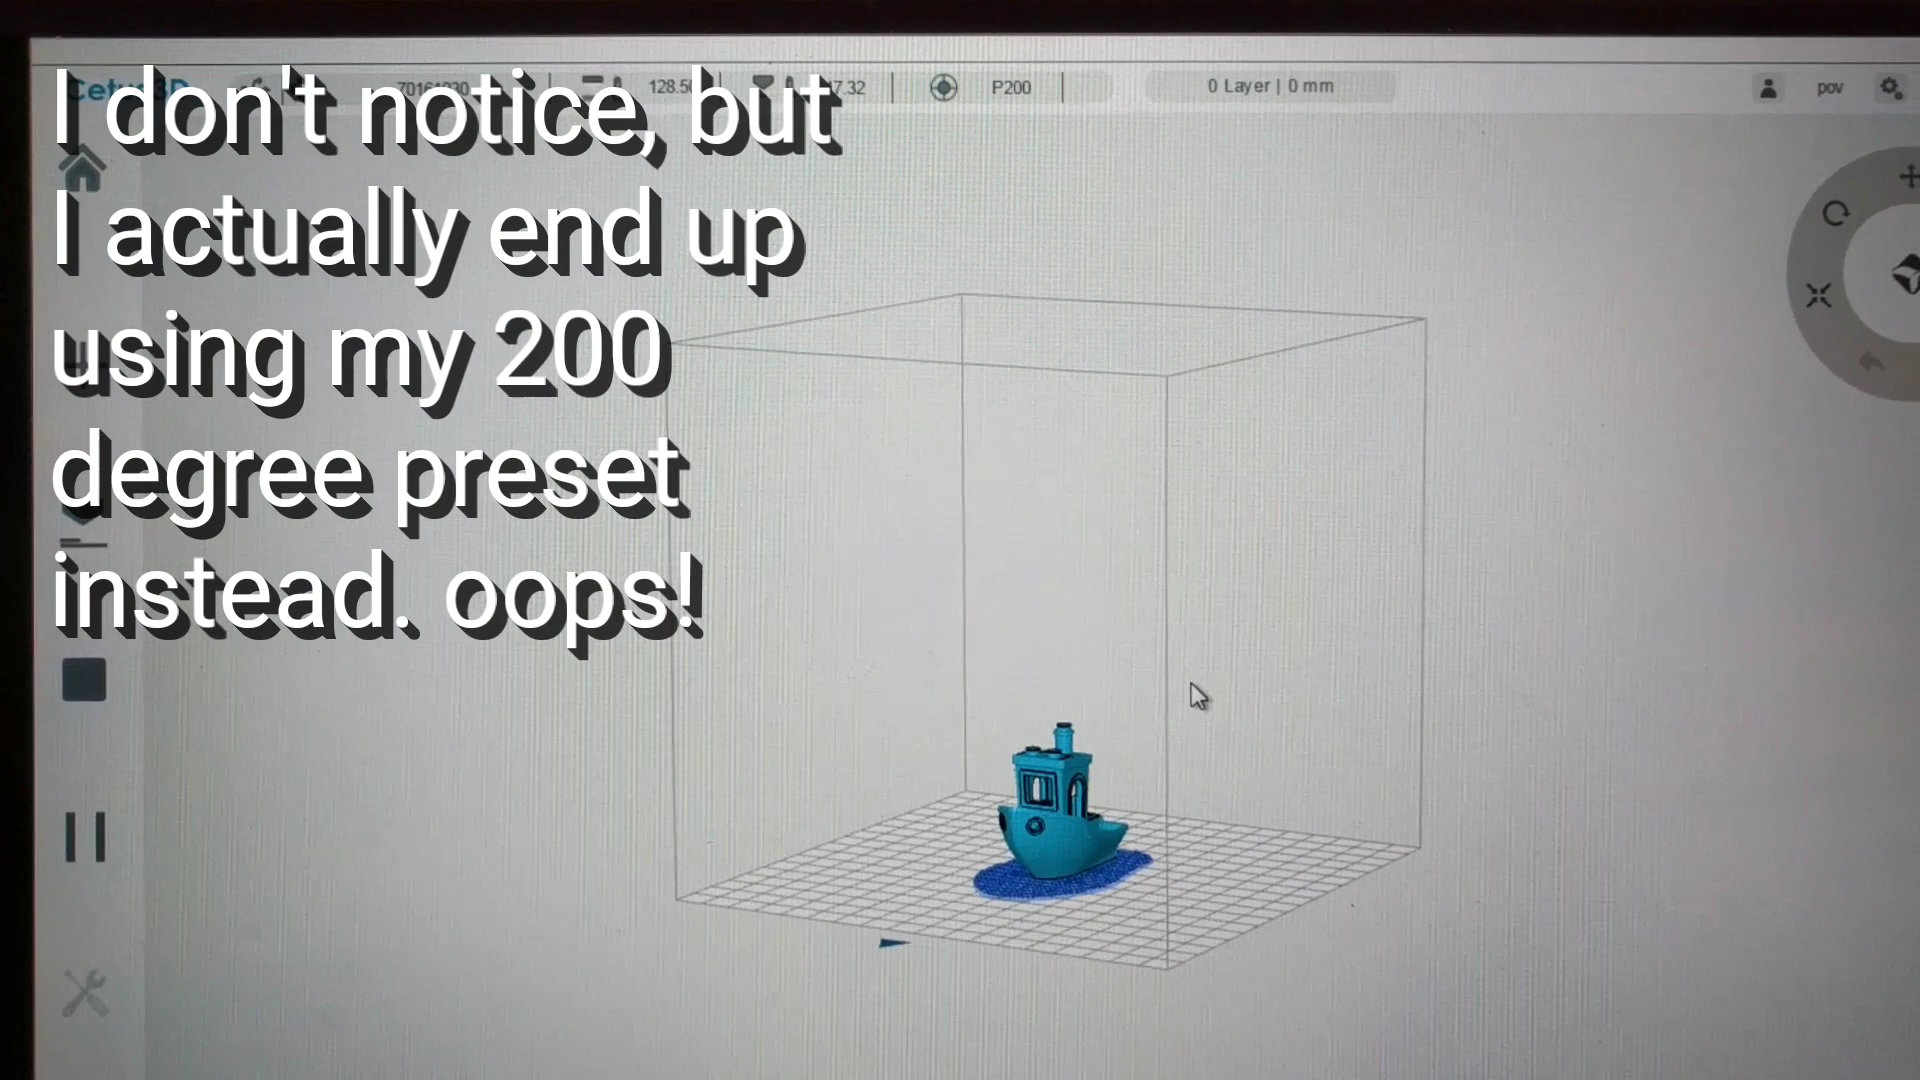 I don't notice, but
I actually end up
using my 200
degree preset
instead. oops!
P200
0 Layer | 0 mm
pov